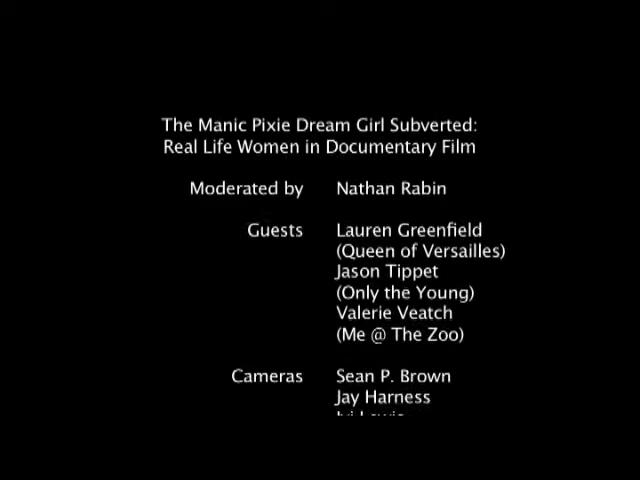 The Manic Pixie Dream Girl Subverted:
Real Life Women in Documentary Film
Moderated by Nathan Rabin
Guests Lauren Greenfield
(Queen of Versailles)
Jason Tippet
(Only the Young)
Valerie Veatch
(Me @ The Zoo)
Cameras Sean P. Brown
Jay Harness